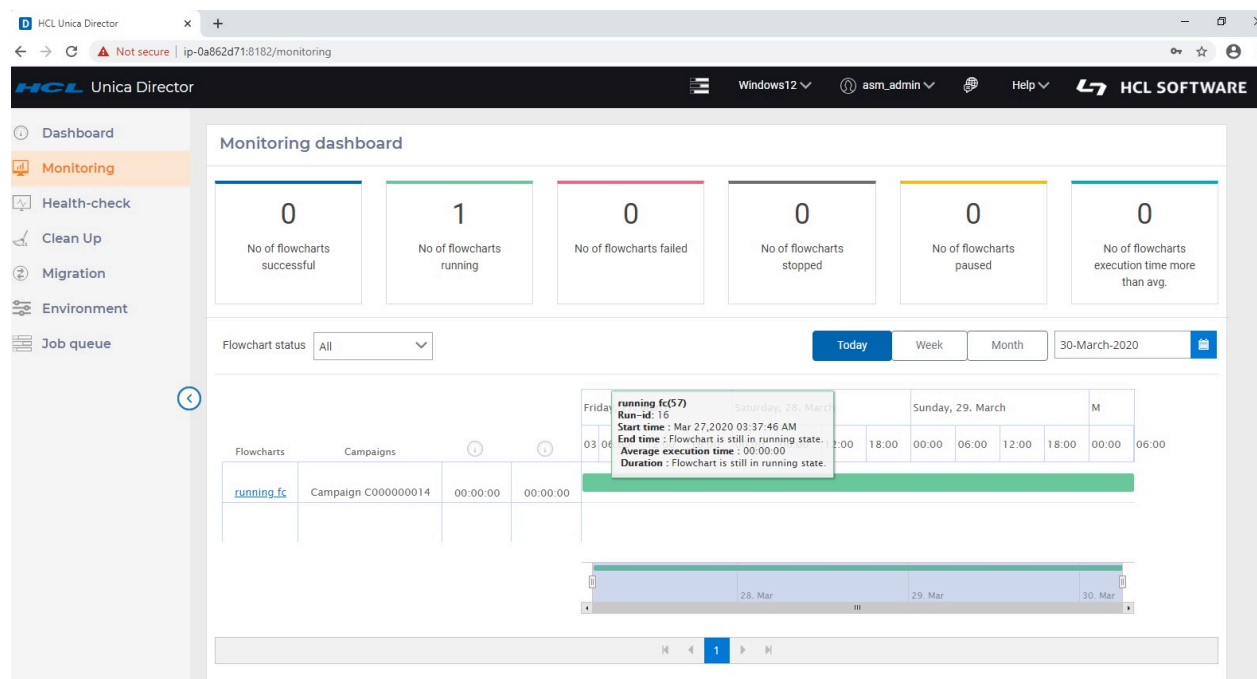 HCL Unica Director
Not secure | ip-0a862d71:8182/monitoring
HCL Unica Director
Windows12
asm_admin
Help
HCL SOFTWARE
Dashboard
Monitoring
Health-check
Clean Up
Migration
Environment
Job queue
Monitoring dashboard
0
No of flowcharts
successful
1
No of flowcharts
running
0
No of flowcharts failed
0
No of flowcharts
stopped
0
No of flowcharts
paused
0
No of flowcharts
execution time more
than avg.
Flowchart status
All
Today
Week
Month
30-March-2020
Saturday, 28. March
Sunday, 29. March
M
running fc(57)
Run-id: 16
Start time : Mar 27,2020 03:37:46 AM
End time : Flowchart is still in running state.
Average execution time : 00:00:00
Duration : Flowchart is still in running state.
03
18:00
00:00
06:00
12:00
18:00
00:00
06:00
Flowcharts
Campaigns
running fc
Campaign C000000014
00:00:00
00:00:00
28. Mar
29. Mar
30. Mar
1